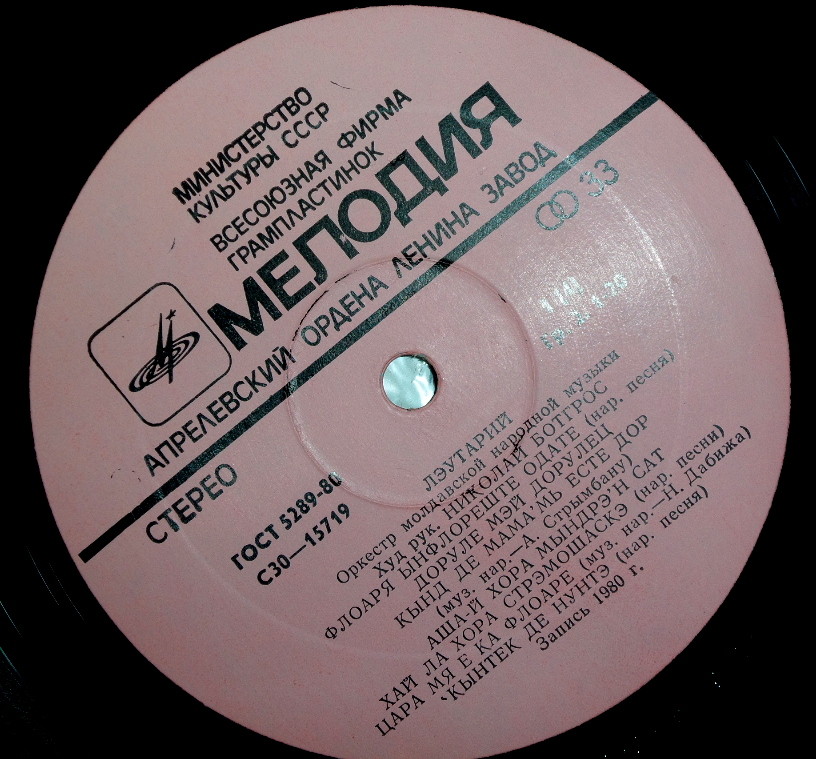 МИНИСТЕРСТВО
КУЛЬТУРЫ СССР
ВСЕСОЮЗНАЯ ФИРМА
ГРАМПЛАСТИНОК
МЕЛОДИЯ
АПРЕЛЕВСКИЙ ОРДЕНА ЛЕНИНА ЗАВОД
33
СТЕРЕО
ГОСТ 5289-80
С30—15719
ЛЭУТАРИЙ
Оркестр молдавской народной музыки
Худ рук. НИКОЛАЙ БОТГРОС
ФЛОАРЯ ЫНФЛОРЕШТЕ ОДАТЕ (нар. песня)
ДОРУЛЕ МЭЙ ДОРУЛЕЦ
КЫНД ДЕ МАМА'МЬ ЕСТЕ ДОР
(муз. нар.—А. Стрымбану)
АША'Й ХОРА МЫНДРЭ'Н САТ
ХАЙ ЛА ХОРА СТРЭМОШАСКЭ (нар. песни)
ЦАРА МЯ Е КА ФЛОАРЕ (муз. нар.—Н. Дабижа)
'КЫНТЕК ДЕ НУНТЭ (нар. песня)
Запись 1980 г.